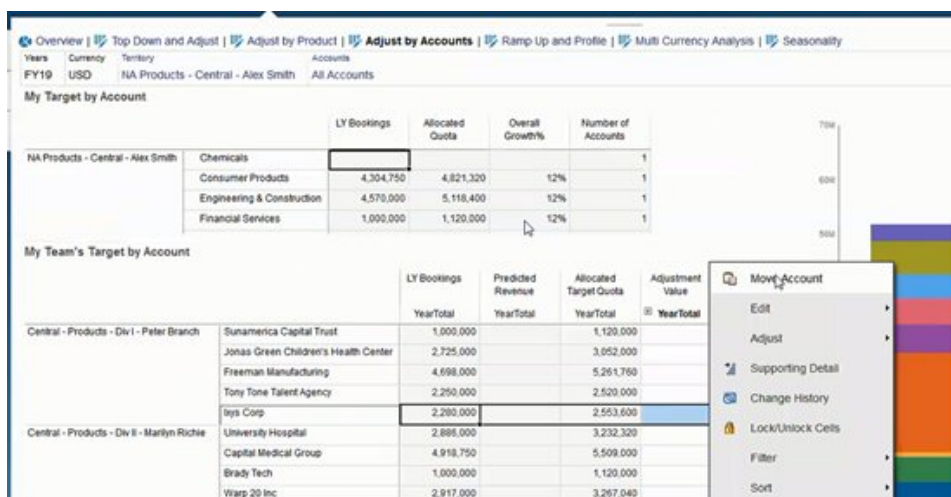 Overview | Top Down and Adjust | Adjust by Product | Adjust by Accounts | Ramp Up and Profile | Multi Currency Analysis | Seasonality
Years Currency Territory Accounts
FY19 USD NA Products - Central - Alex Smith All Accounts
My Target by Account
LY Bookings Allocated Quota Overall Growth% Number of Accounts
NA Products - Central - Alex Smith Chemicals 1
Consumer Products 4,304,750 4,821,320 12% 1
Engineering & Construction 4,570,000 5,118,400 12% 1
Financial Services 1,000,000 1,120,000 12% 1
70M
60M
50M
My Team's Target by Account
LY Bookings Predicted Revenue Allocated Target Quota Adjustment Value
YearTotal YearTotal YearTotal YearTotal
Central - Products - Div I - Peter Branch Sunamerica Capital Trust 1,000,000 1,120,000
Jonas Green Children's Health Center 2,725,000 3,052,000
Freeman Manufacturing 4,698,000 5,261,760
Tony Tone Talent Agency 2,250,000 2,520,000
Corp 2,280,000 2,553,600
Central - Products - Div II - Marilyn Richie University Hospital 2,886,000 3,232,320
Capital Medical Group 4,918,750 5,509,000
Brady Tech 1,000,000 1,120,000
Warp 20 Inc 2,917,000 3,267,040
Move Account
Edit
Adjust
Supporting Detail
Change History
Lock/Unlock Cells
Filter
Sort